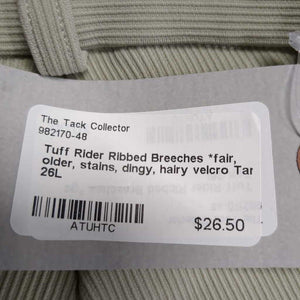 The Tack Collector
982170-48
Tuff Rider Ribbed Breeches *fair,
older, stains, dingy, hairy velcro Tan
26L
ATUHTC
$26.50